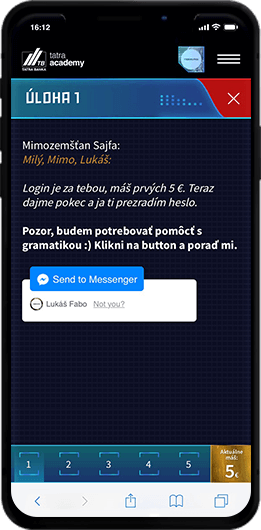 16:12
TB
TATRA BANKA
tatra
academy
ÚLOHA 1
Mimozemšťan Sajfa:
Milý, Mimo, Lukáš:
Login je za tebou, máš prvých 5 €. Teraz
dajme pokec a ja ti prezradím heslo.
Pozor, budem potrebovať pomôcť s
gramatikou :) Klikni na button a poraď mi.
Send to Messenger
Lukáš Fabo Not you?
1 2 3 4 5
Aktuálne
máš:
5€